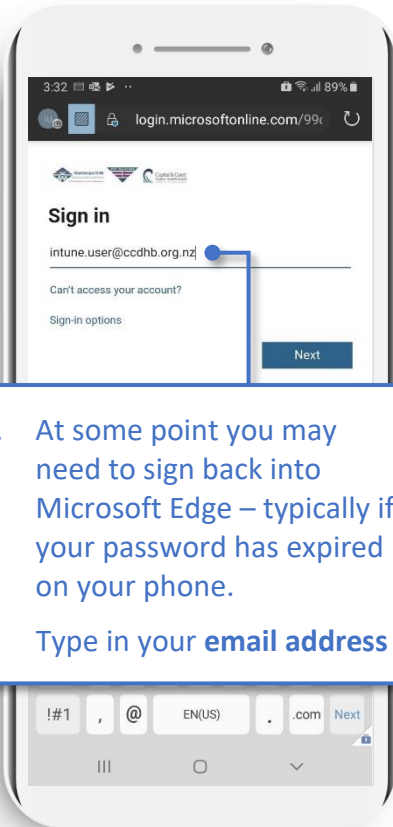 3:32 89%
login.microsoftonline.com/99
Capital & Coast
Sign in
intune.user@ccdhb.org.nz
Can't access your account?
Sign-in options
Next
At some point you may
need to sign back into
Microsoft Edge – typically if
your password has expired
on your phone.
Type in your email address
!#1 , @ EN(US) . .com Next